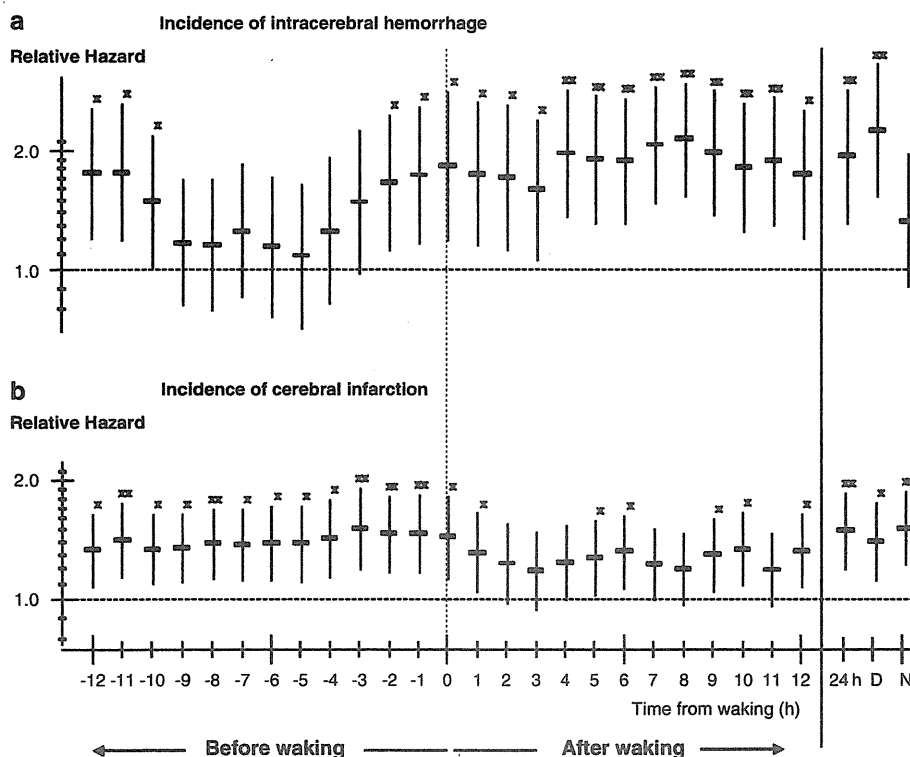 a Incidence of intracerebral hemorrhage
Relative Hazard
2.0
1.0
b Incidence of cerebral infarction
Relative Hazard
2.0
1.0
-12 -11 -10 -9 -8 -7 -6 -5 -4 -3 -2 -1 0 1 2 3 4 5 6 7 8 9 10 11 12 24 h D N
Time from waking (h)
Before waking After waking